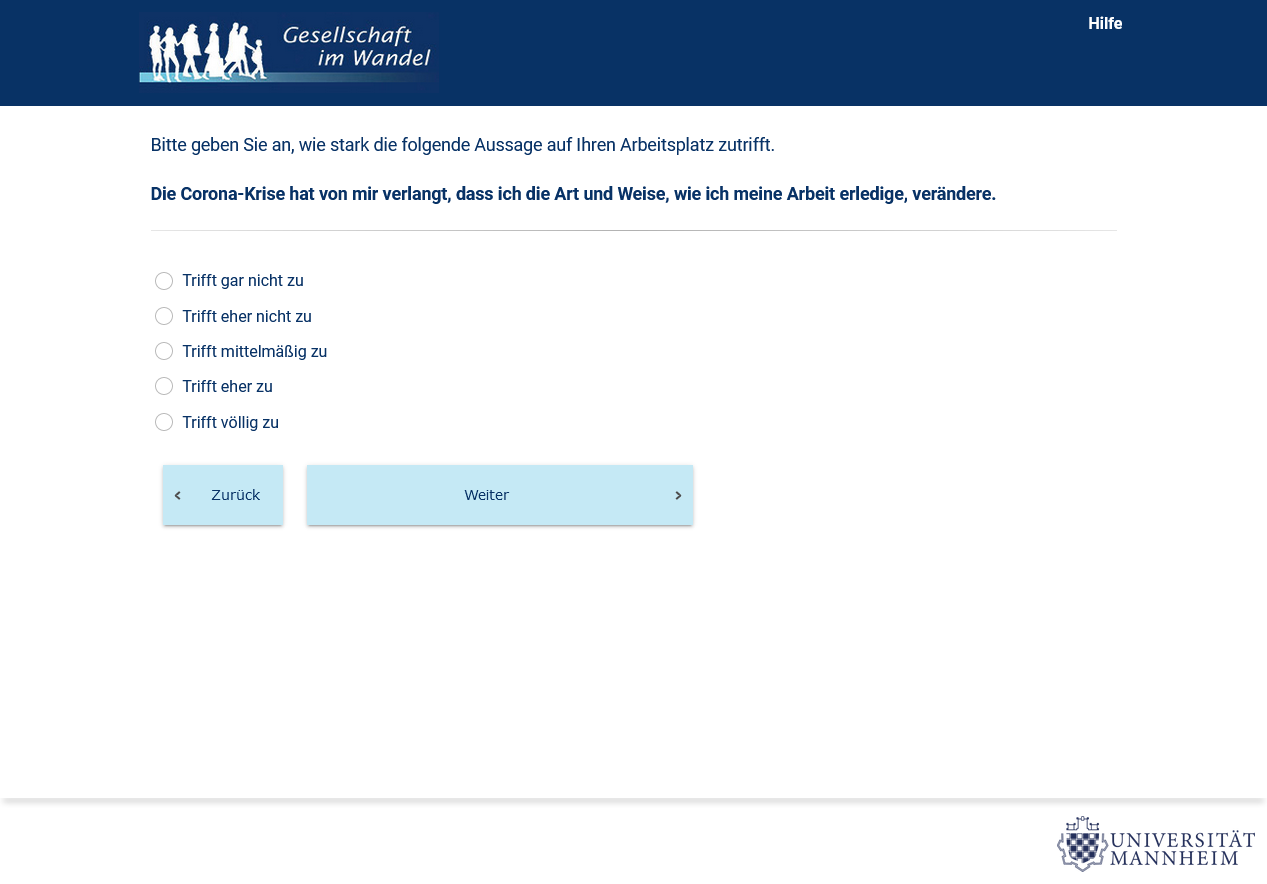 Gesellschaft
im Wandel
Hilfe
Bitte geben Sie an, wie stark die folgende Aussage auf Ihren Arbeitsplatz zutrifft.
Die Corona-Krise hat von mir verlangt, dass ich die Art und Weise, wie ich meine Arbeit erledige, verändere.
Trifft gar nicht zu
Trifft eher nicht zu
Trifft mittelmäßig zu
Trifft eher zu
Trifft völlig zu
Zurück
Weiter
UNIVERSITÄT
MANNHEIM